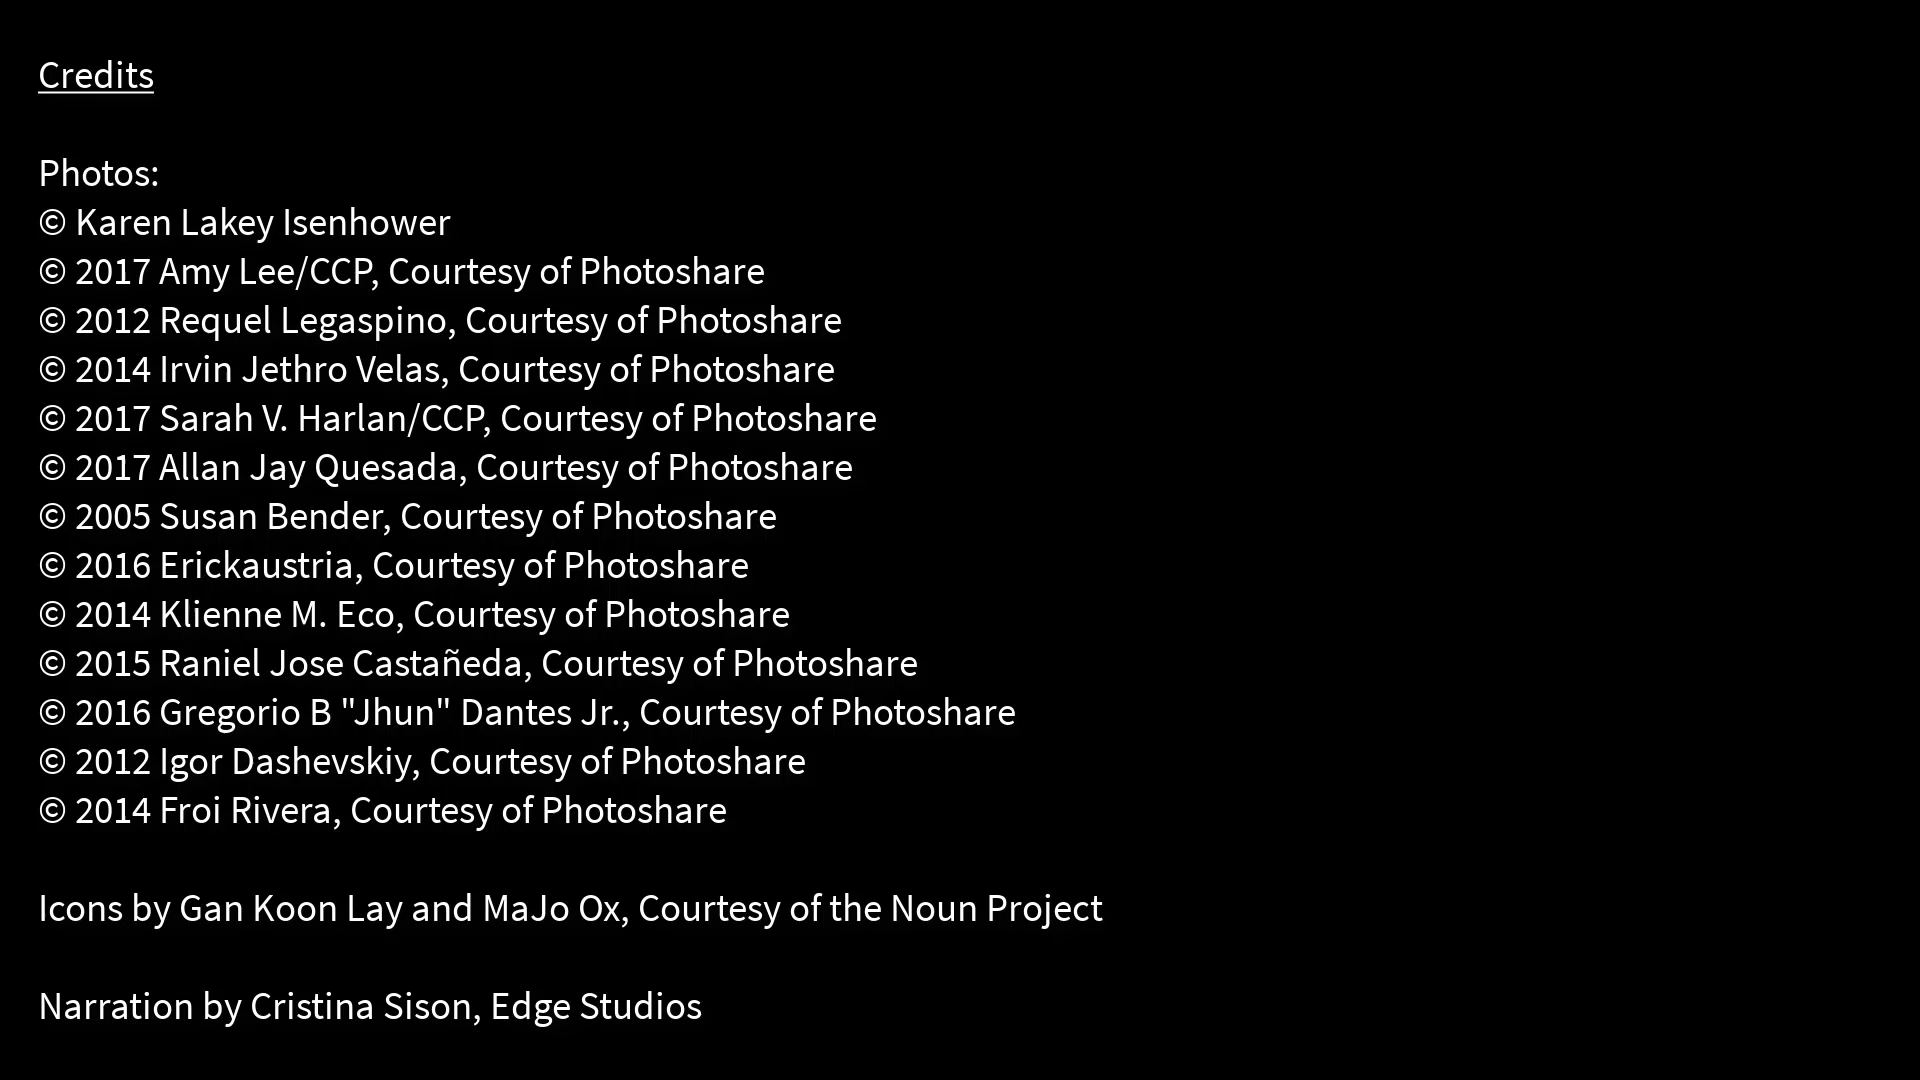 Credits
Photos:
© Karen Lakey Isenhower
© 2017 Amy Lee/CCP, Courtesy of Photoshare
© 2012 Requel Legaspino, Courtesy of Photoshare
© 2014 Irvin Jethro Velas, Courtesy of Photoshare
© 2017 Sarah V. Harlan/CCP, Courtesy of Photoshare
© 2017 Allan Jay Quesada, Courtesy of Photoshare
© 2005 Susan Bender, Courtesy of Photoshare
© 2016 Erickaustria, Courtesy of Photoshare
© 2014 Klienne M. Eco, Courtesy of Photoshare
© 2015 Raniel Jose Castañeda, Courtesy of Photoshare
© 2016 Gregorio B "Jhun" Dantes Jr., Courtesy of Photoshare
© 2012 Igor Dashevskiy, Courtesy of Photoshare
© 2014 Froi Rivera, Courtesy of Photoshare
Icons by Gan Koon Lay and MaJo Ox, Courtesy of the Noun Project
Narration by Cristina Sison, Edge Studios